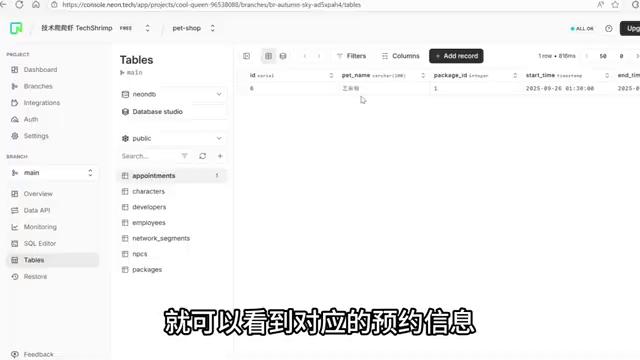 https://console.neon.tech/app/projects/cool-queen-96538088/branches/br-autumn-sky-ad5xpah4/tables
技术爬爬虾 TechShrimp
pet-shop
ALL OK
Upg
PROJECT
Dashboard
Branches
Integrations
Auth
Settings
BRANCH
main
Overview
Data API
Monitoring
SQL Editor
Tables
Restore
Feedback
Tables
main
neondb
Database studio
public
Search...
appointments 1
characters
developers
employees
network_segments
npcs
packages
Filters
Columns
Add record
1 row • 816ms
50
0
id serial
pet_name varchar(100)
package_id integer
start_time timestamp
end_tim
6
1
2025-09-26 01:30:00
2025-09
就可以看到对应的预约信息